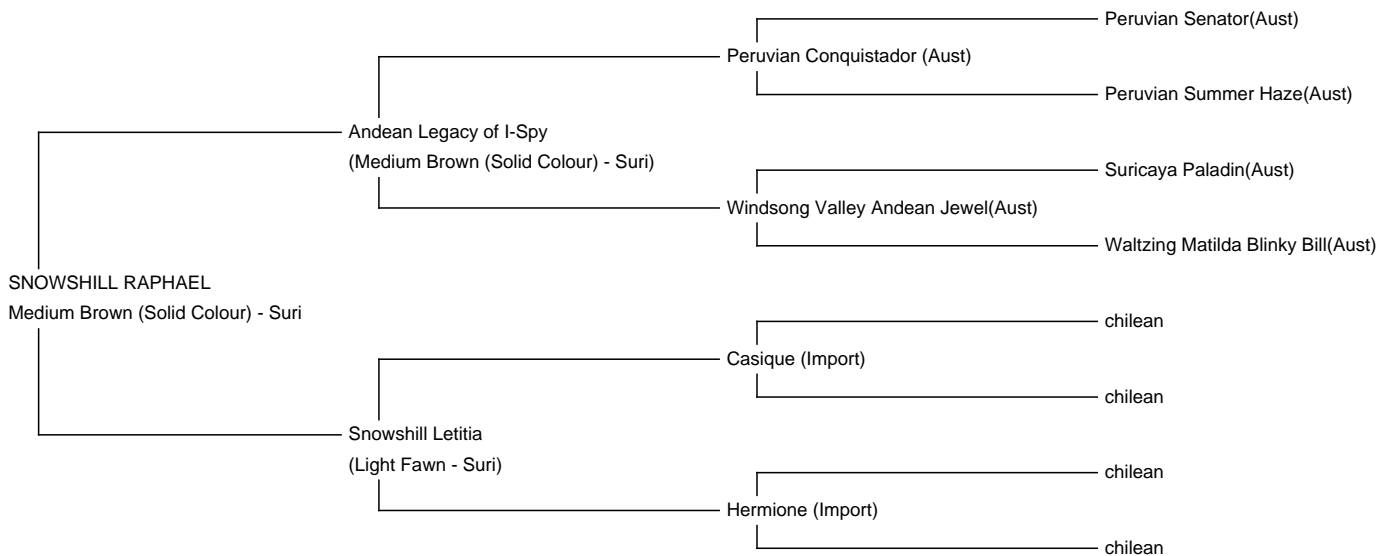 Peruvian Senator(Aust)
Peruvian Conquistador (Aust)
Peruvian Summer Haze(Aust)
Andean Legacy of I-Spy
(Medium Brown (Solid Colour) - Suri)
Suricaya Paladin(Aust)
Windsong Valley Andean Jewel(Aust)
Waltzing Matilda Blinky Bill(Aust)
SNOWSHILL RAPHAEL
Medium Brown (Solid Colour) - Suri
chilean
Casique (Import)
chilean
Snowshill Letitia
(Light Fawn - Suri)
chilean
Hermione (Import)
chilean